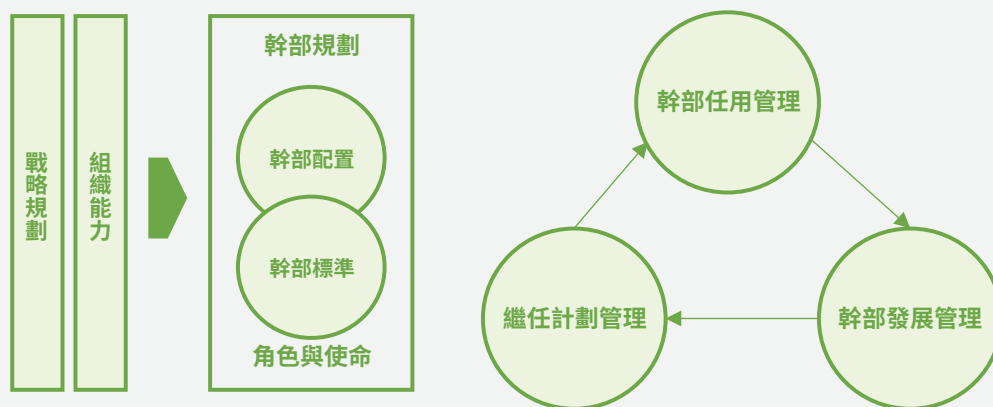 戰略規劃
組織能力
幹部規劃
幹部配置
幹部標準
角色與使命
幹部任用管理
繼任計劃管理
幹部發展管理